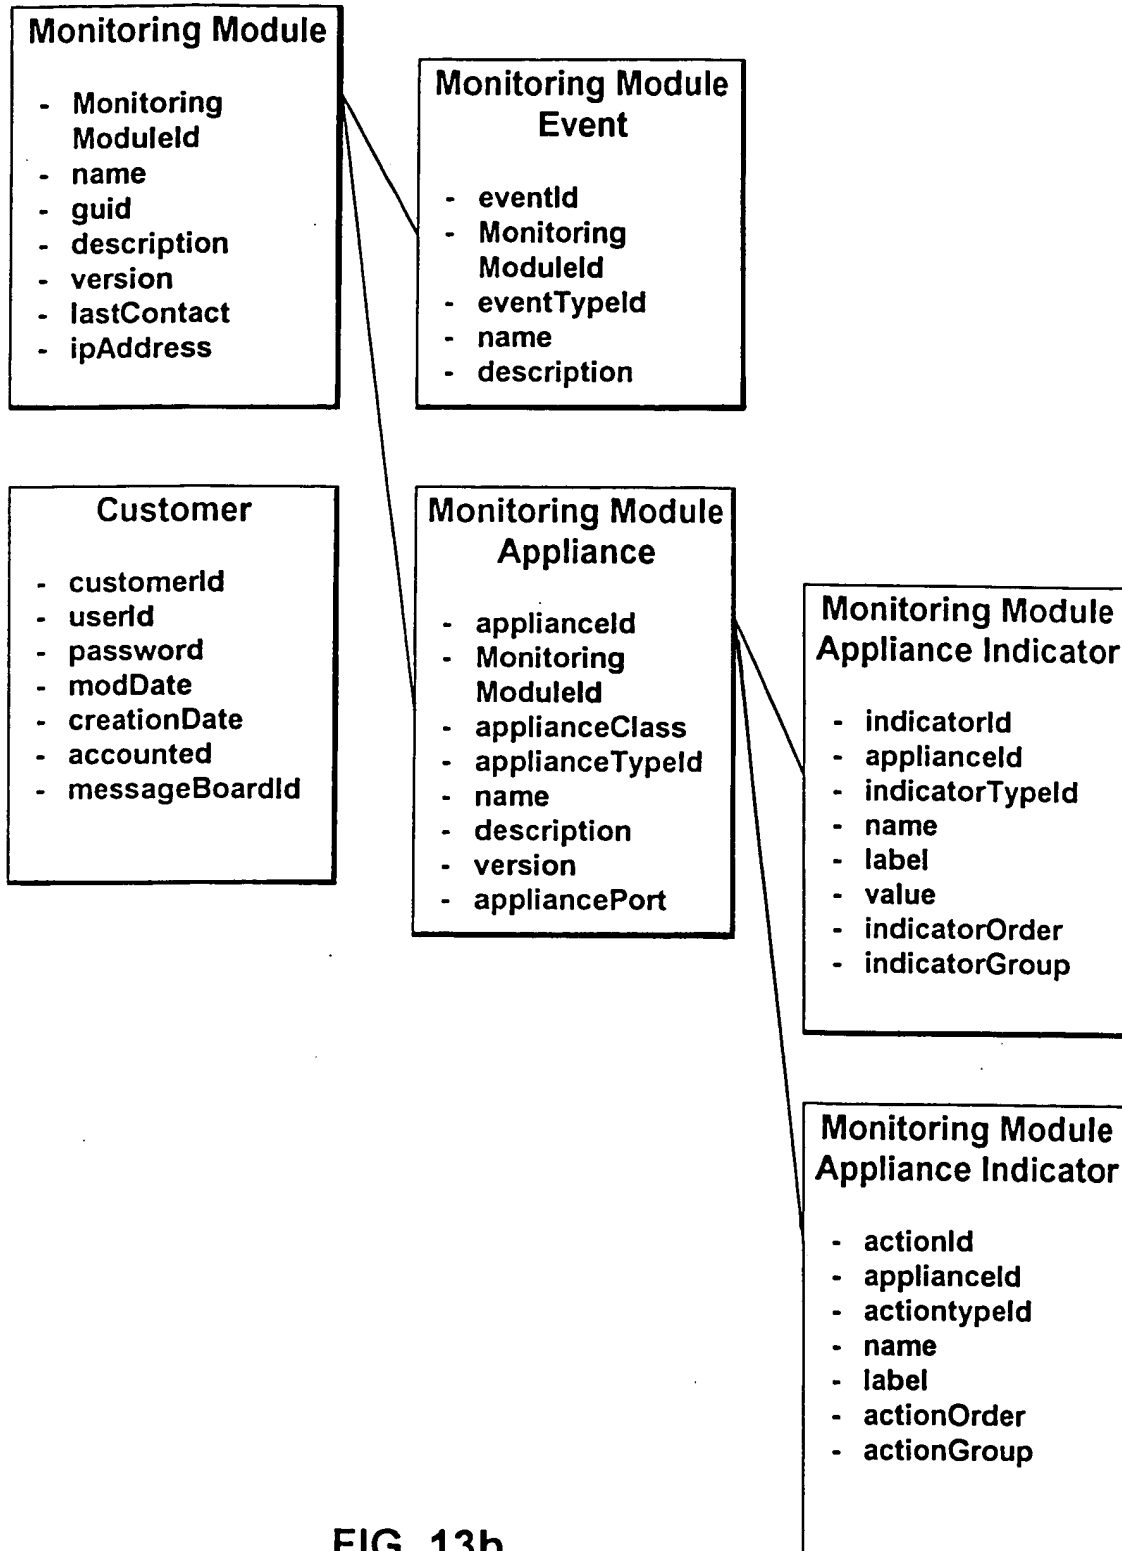 Monitoring Module
- Monitoring
ModuleId
- name
- guid
- description
- version
- lastContact
- ipAddress
Monitoring Module
Event
- eventId
- Monitoring
ModuleId
- eventTypeId
- name
- description
Customer
- customerId
- userId
- password
- modDate
- creationDate
- accounted
- messageBoardId
Monitoring Module
Appliance
- applianceId
- Monitoring
ModuleId
- applianceClass
- applianceTypeId
- name
- description
- version
- appliancePort
Monitoring Module
Appliance Indicator
- indicatorId
- applianceId
- indicatorTypeId
- name
- label
- value
- indicatorOrder
- indicatorGroup
Monitoring Module
Appliance Indicator
- actionId
- applianceId
- actiontypeId
- name
- label
- actionOrder
- actionGroup
FIG. 13b